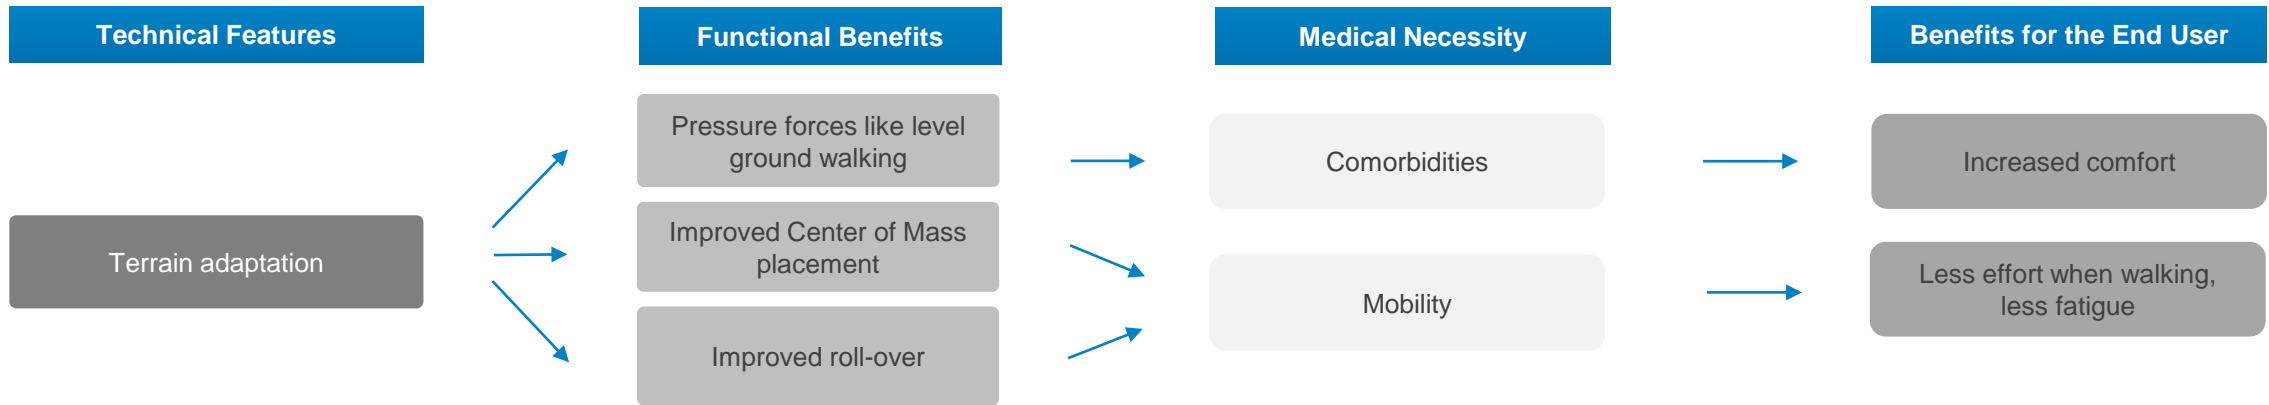 Technical Features
Functional Benefits
Medical Necessity
Benefits for the End User
Terrain adaptation
Pressure forces like level
ground walking
Improved Center of Mass
placement
Improved roll-over
Comorbidities
Mobility
Increased comfort
Less effort when walking,
less fatigue